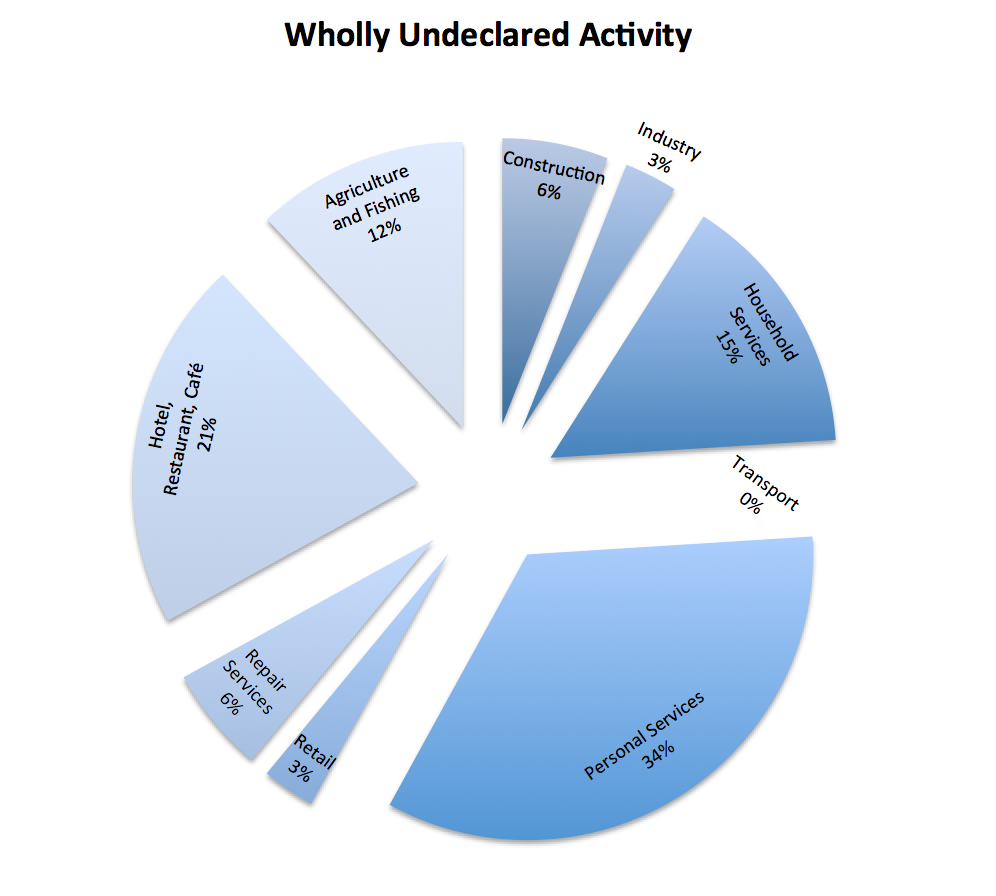 Wholly Undeclared Activity
Construction
6%
Industry
3%
Household
Services
15%
Transport
0%
Personal Services
34%
Retail
3%
Repair
Services
6%
Hotel,
Restaurant, Café
21%
Agriculture
and Fishing
12%